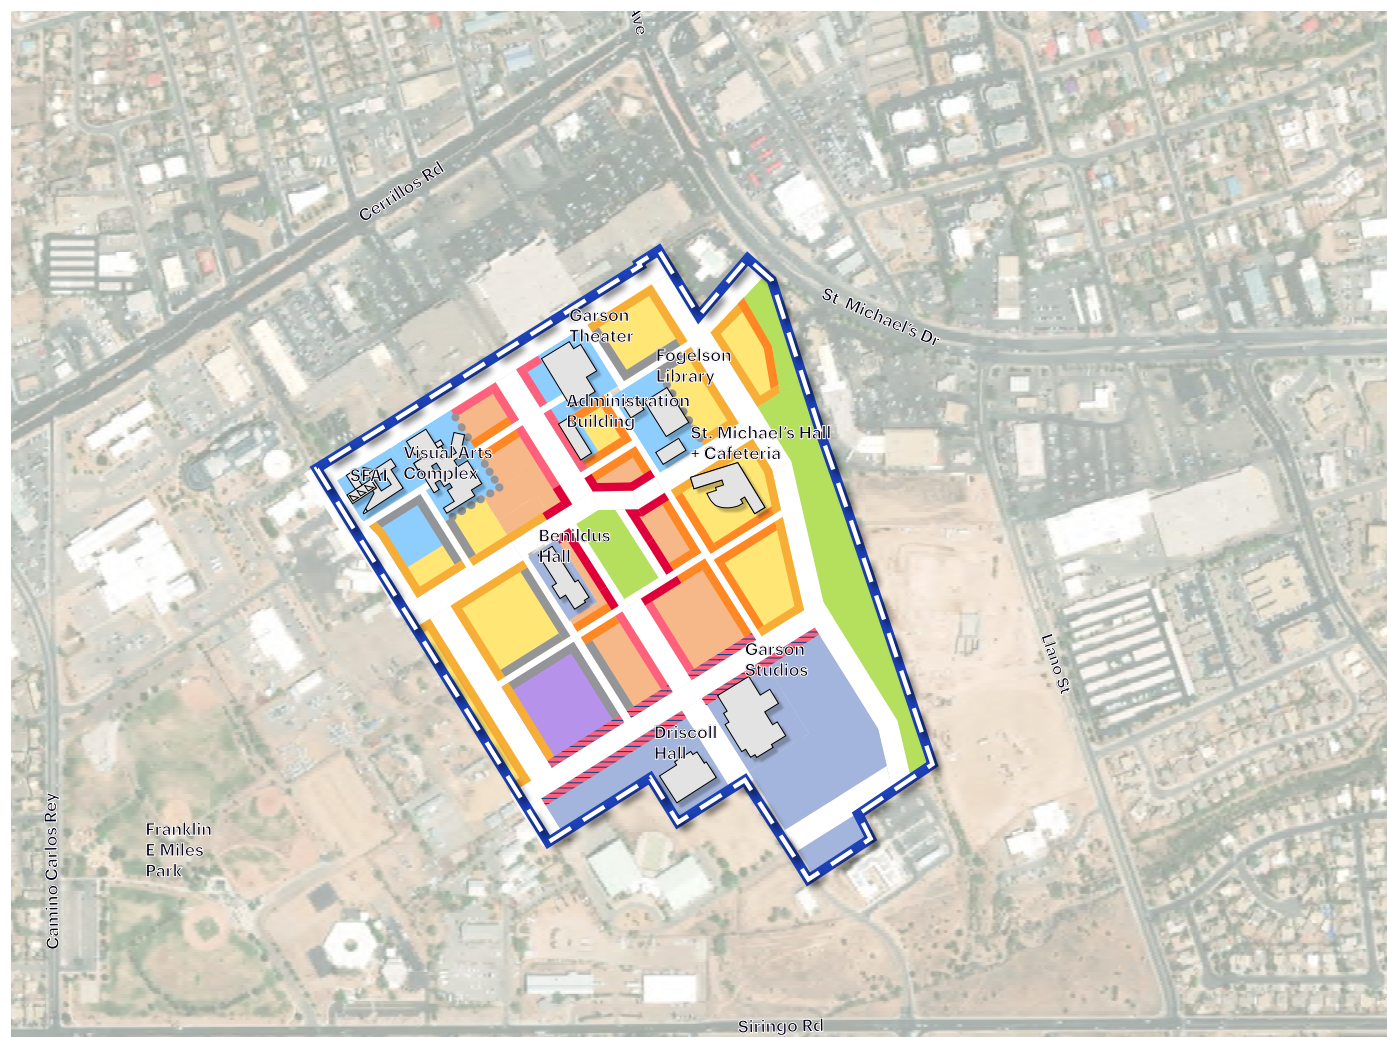 Ave
Cerrillos Rd
St. Michael's Dr
Garson
Theater
Fogelson
Library
Administration
Building
St. Michael's Hall
+ Cafeteria
Visual Arts
Complex
SFAI
Benildus
Hall
Garson
Studios
Driscoll
Hall
Llano St
Franklin
E Miles
Park
Camino Carlos Rey
Siringo Rd